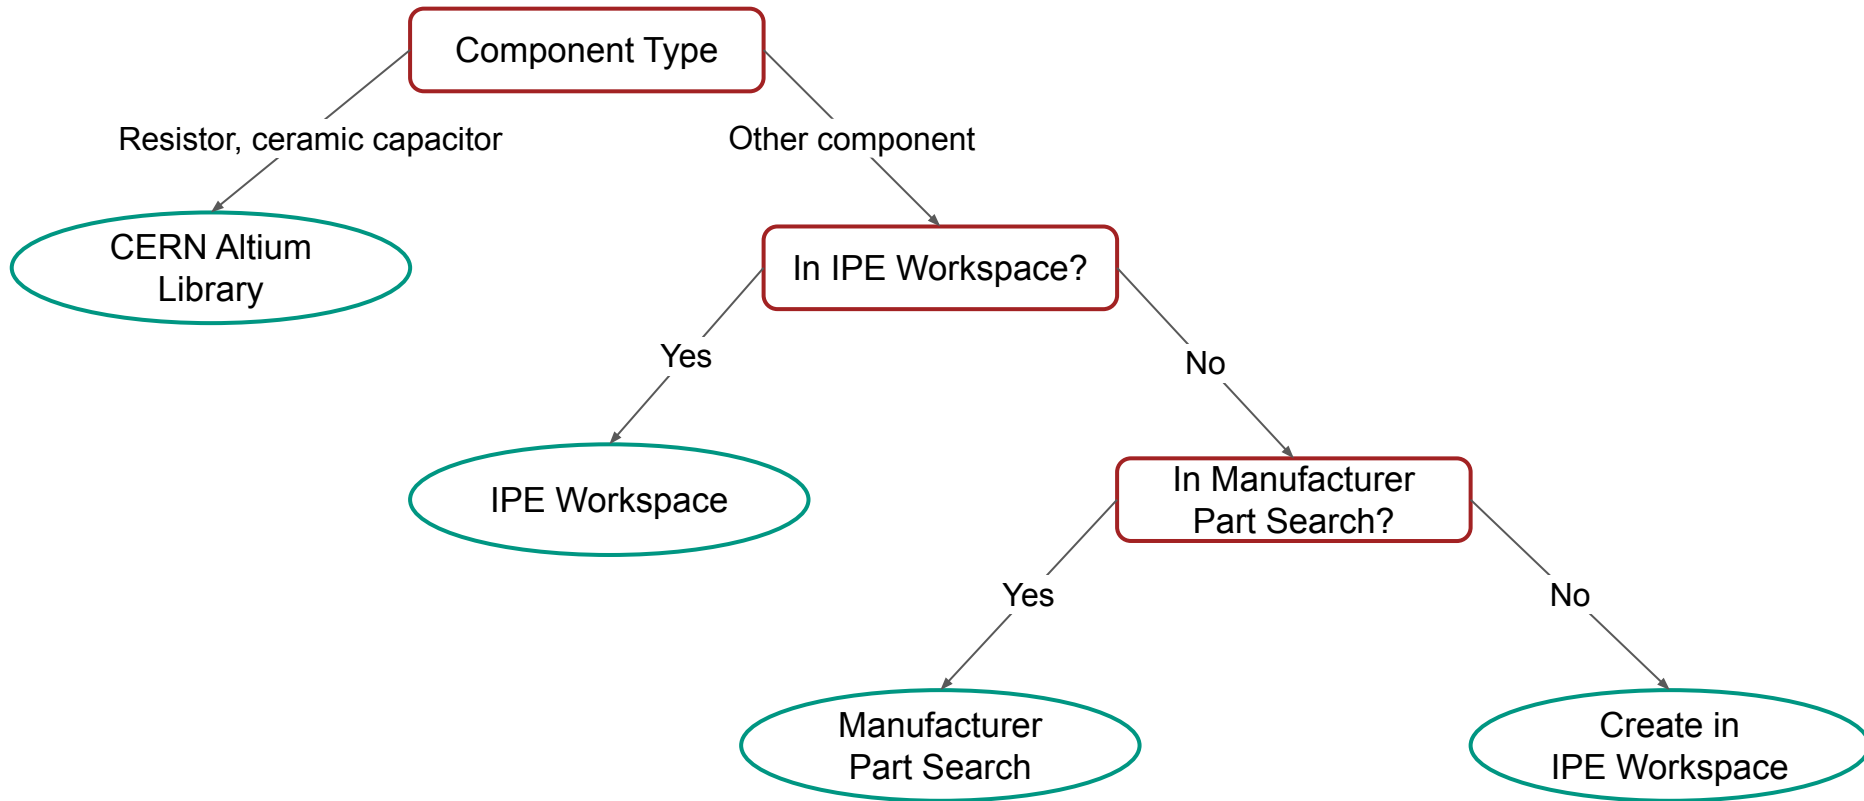 Component Type
Resistor, ceramic capacitor
Other component
CERN Altium
Library
In IPE Workspace?
Yes
No
IPE Workspace
In Manufacturer
Part Search?
Yes
No
Manufacturer
Part Search
Create in
IPE Workspace